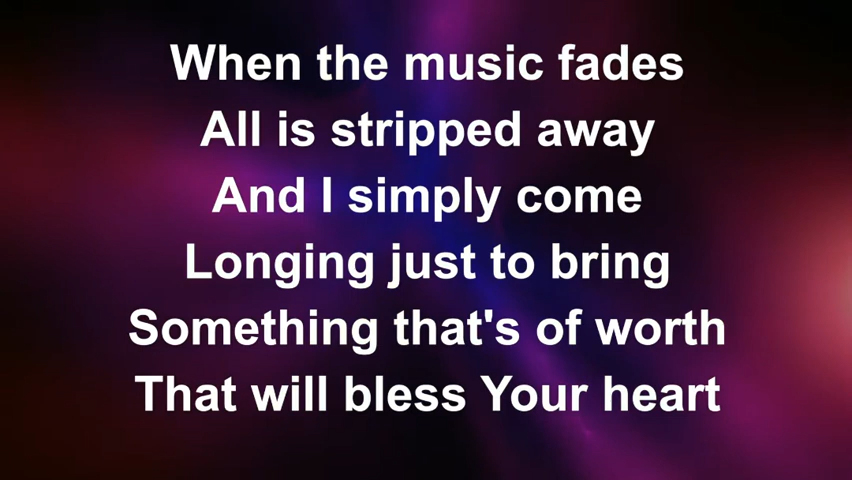 When the music fades
All is stripped away
And I simply come
Longing just to bring
Something that's of worth
That will bless Your heart